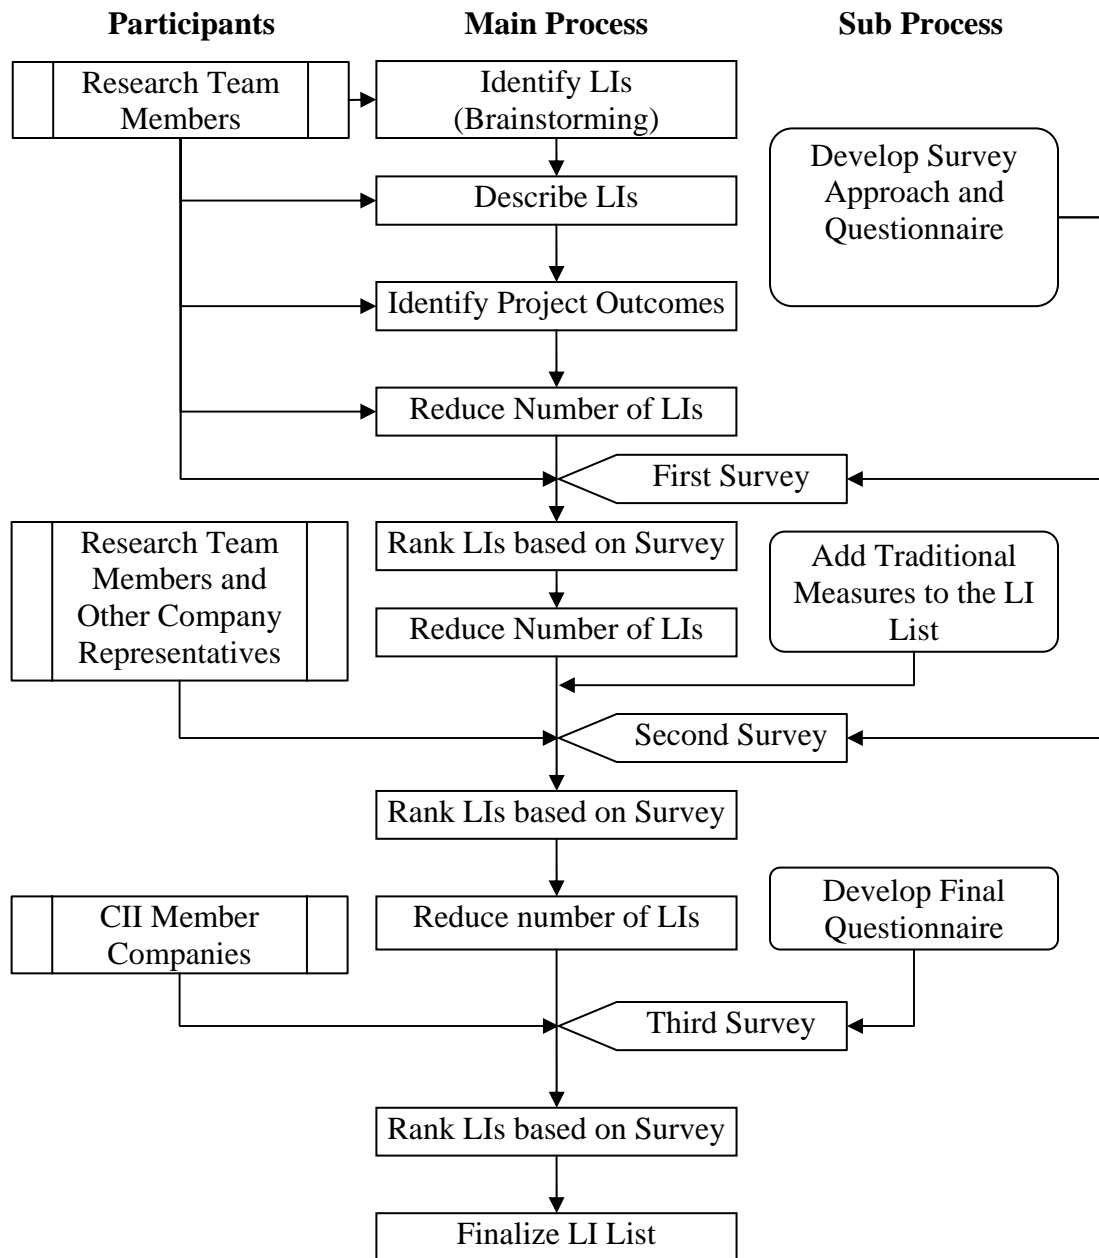 Participants
Main Process
Sub Process
Research Team
Members
Identify LIs
(Brainstorming)
Develop Survey
Approach and
Questionnaire
Describe LIs
Identify Project Outcomes
Reduce Number of LIs
First Survey
Research Team
Members and
Other Company
Representatives
Rank LIs based on Survey
Add Traditional
Measures to the LI
List
Reduce Number of LIs
Second Survey
Rank LIs based on Survey
CII Member
Companies
Reduce number of LIs
Develop Final
Questionnaire
Third Survey
Rank LIs based on Survey
Finalize LI List